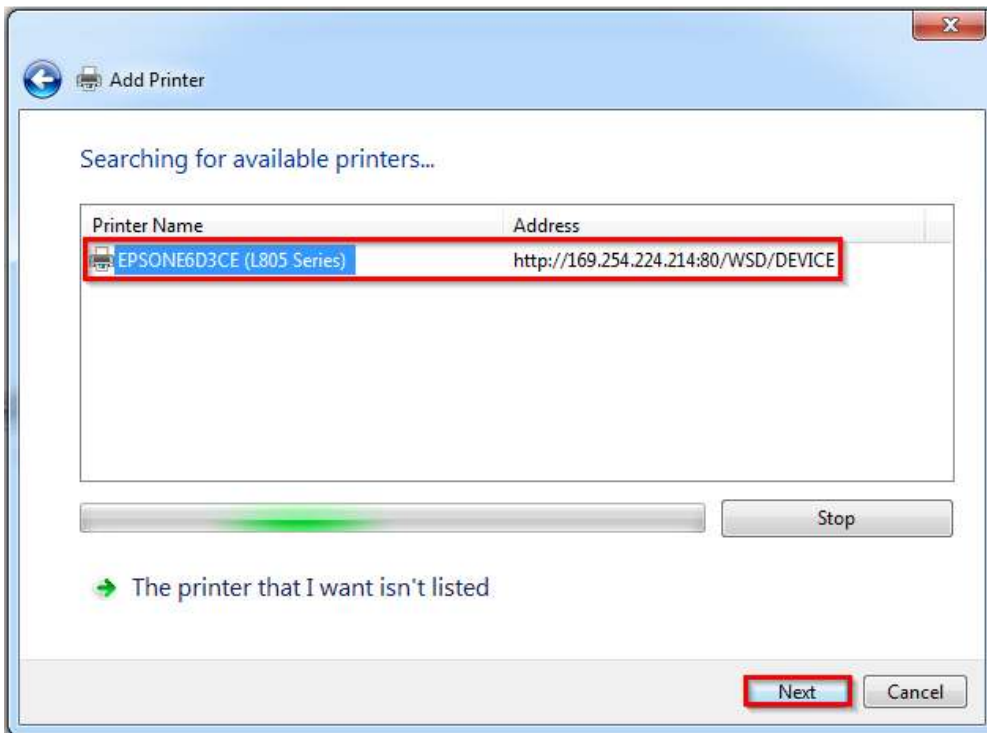 Add Printer
Searching for available printers...
Printer Name Address
EPSONE6D3CE (L805 Series) http://169.254.224.214:80/WSD/DEVICE
Stop
The printer that I want isn't listed
Next Cancel